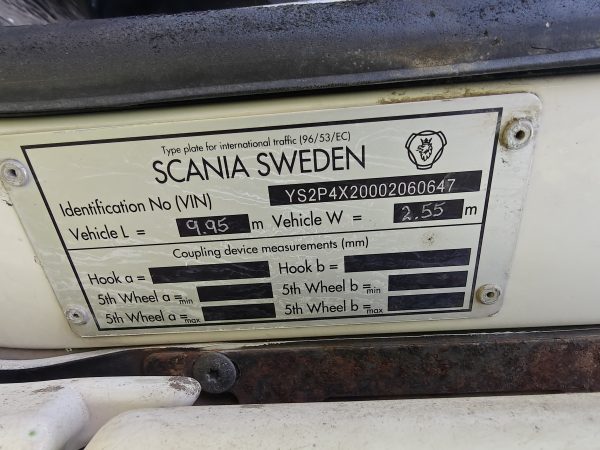 Type plate for international traffic (96/53/EC)
SCANIA SWEDEN
Identification No (VIN) YS2P4X20002060647
Vehicle L = 9.95 m Vehicle W = 2.55 m
Coupling device measurements (mm)
Hook a = Hook b =
5th Wheel a =min 5th Wheel b =min
5th Wheel a =max 5th Wheel b =max